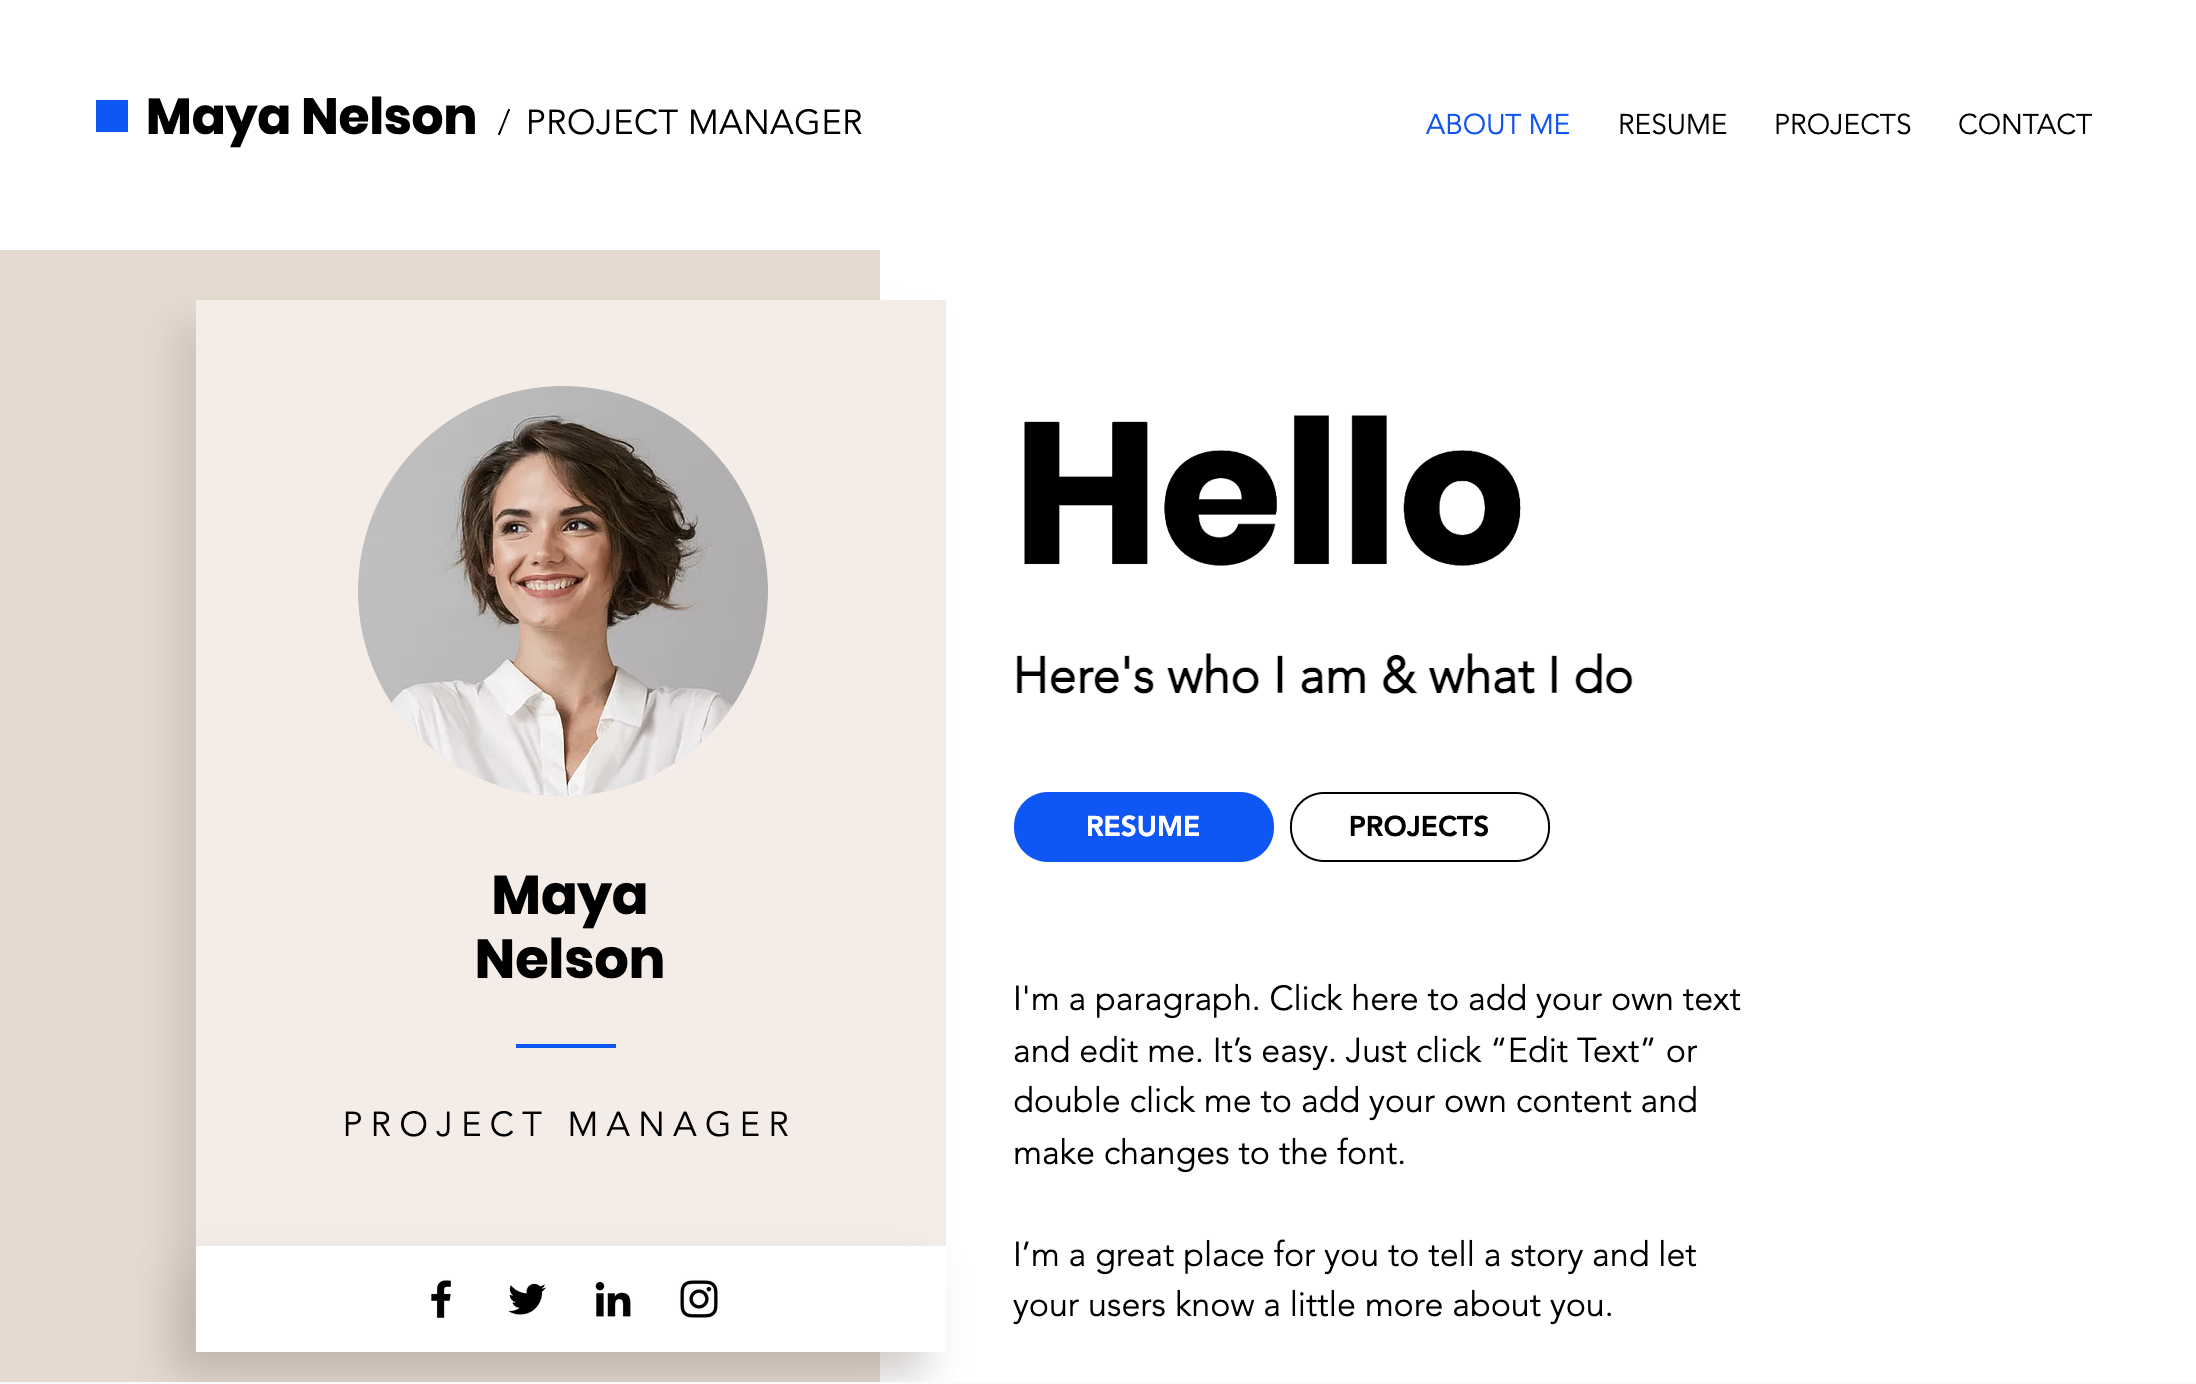 Maya Nelson / PROJECT MANAGER
ABOUT ME RESUME PROJECTS CONTACT
Maya
Nelson
PROJECT MANAGER
Hello
Here's who I am & what I do
RESUME PROJECTS
I'm a paragraph. Click here to add your own text
and edit me. It’s easy. Just click “Edit Text” or
double click me to add your own content and
make changes to the font.
I’m a great place for you to tell a story and let
your users know a little more about you.